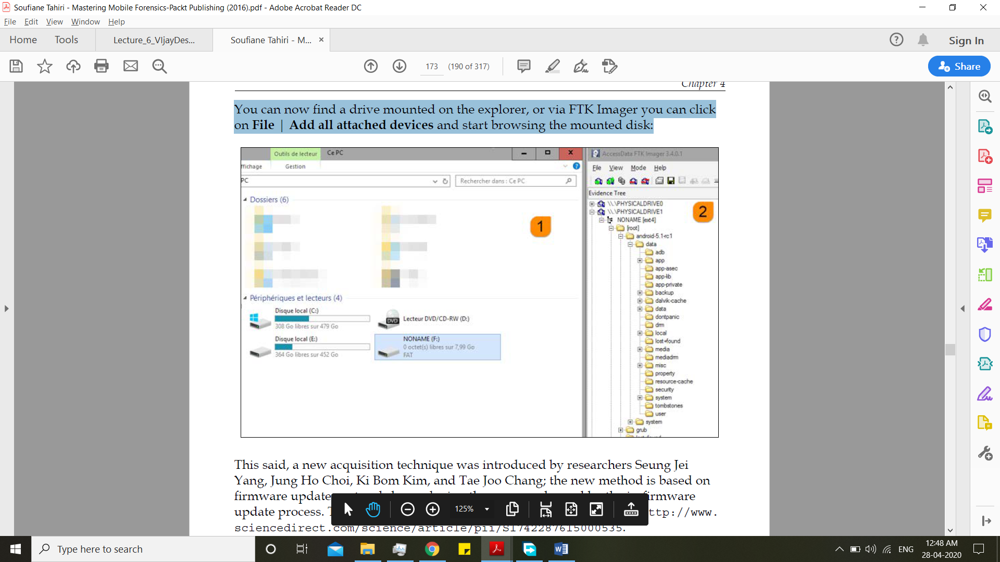 Soufiane Tahiri - Mastering Mobile Forensics-Packt Publishing (2016).pdf - Adobe Acrobat Reader DC
File Edit View Window Help
Home Tools Lecture_6_VIjayDes... Soufiane Tahiri - M... × Sign In
173 (190 of 317) Share
Chapter 4
You can now find a drive mounted on the explorer, or via FTK Imager you can click
on File | Add all attached devices and start browsing the mounted disk:
Outils de lecteur Ce PC
ffichage Gestion
PC Rechercher dans : Ce PC
Dossiers (6)
1
Périphériques et lecteurs (4)
Disque local (C:)
308 Go libres sur 479 Go
Lecteur DVD/CD-RW (D:)
DVD
Disque local (E:)
364 Go libres sur 452 Go
NONAME (F:)
0 octet(s) libres sur 7,99 Go
FAT
AccessData FTK Imager 3.4.0.1
File View Mode Help
Evidence Tree
\\.\PHYSICALDRIVE0
\\.\PHYSICALDRIVE1
2
NONAME [ext4]
[root]
android-5.1-rc1
data
adb
app
app-asec
app-lib
app-private
backup
dalvik-cache
data
dontpanic
drm
local
lost+found
media
mediadrm
misc
property
resource-cache
security
system
tombstones
user
system
grub
This said, a new acquisition technique was introduced by researchers Seung Jei
Yang, Jung Ho Choi, Ki Bom Kim, and Tae Joo Chang; the new method is based on
firmware update firmware
update process. ttp://www.
sciencedirect.com/science/article/pii/S1742287615000535.
125%
Type here to search
ENG
12:48 AM
28-04-2020